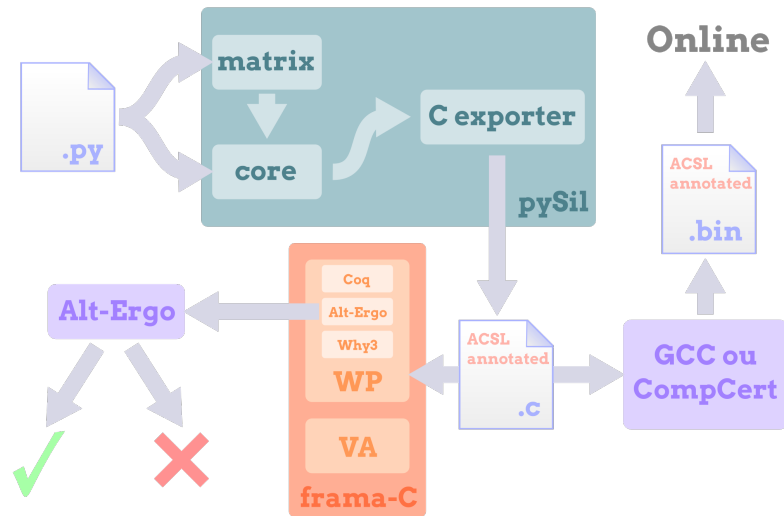 .py
matrix
core
C exporter
pySil
Online
ACSL
annotated
.bin
Alt-Ergo
Coq
Alt-Ergo
Why3
WP
VA
frama-C
ACSL
annotated
.c
GCC ou
CompCert